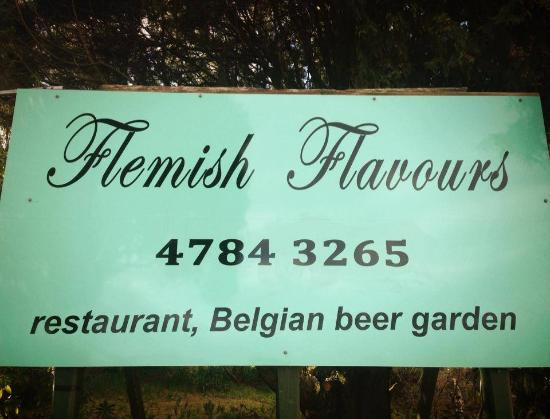 Flemish Flavours
4784 3265
restaurant, Belgian beer garden